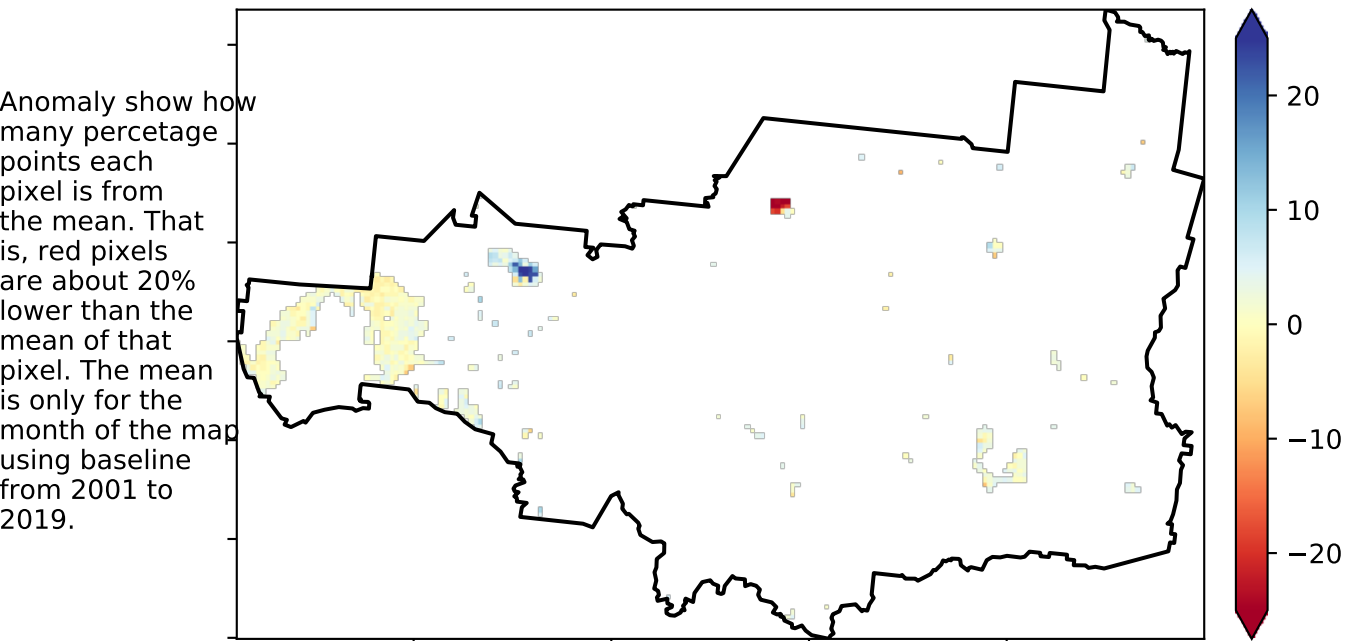 Anomaly show how
many percetage
points each
pixel is from
the mean. That
is, red pixels
are about 20%
lower than the
mean of that
pixel. The mean
is only for the
month of the map
using baseline
from 2001 to
2019.
20
10
0
−10
−20